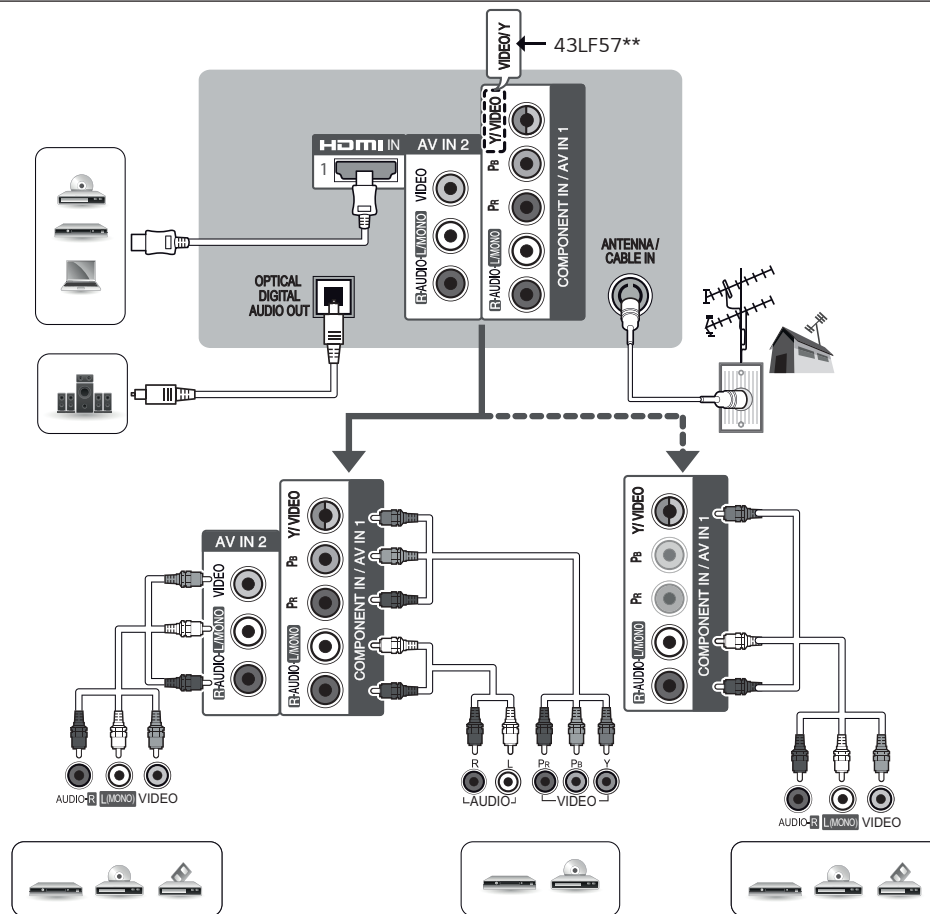 VIDEO/Y
43LF57**
HDMI IN
1
AV IN 2
VIDEO
R-AUDIO-L/MONO
Y/VIDEO
PB
PR
R-AUDIO-L/MONO
COMPONENT IN / AV IN 1
ANTENNA /
CABLE IN
OPTICAL
DIGITAL
AUDIO OUT
AV IN 2
VIDEO
R-AUDIO-L/MONO
Y/ VIDEO
PB
PR
R-AUDIO-L/MONO
COMPONENT IN / AV IN 1
Y/ VIDEO
PB
PR
R-AUDIO-L/MONO
COMPONENT IN / AV IN 1
AUDIO-R L(MONO) VIDEO
R L
AUDIO
PR PB Y
VIDEO
AUDIO-R L(MONO) VIDEO